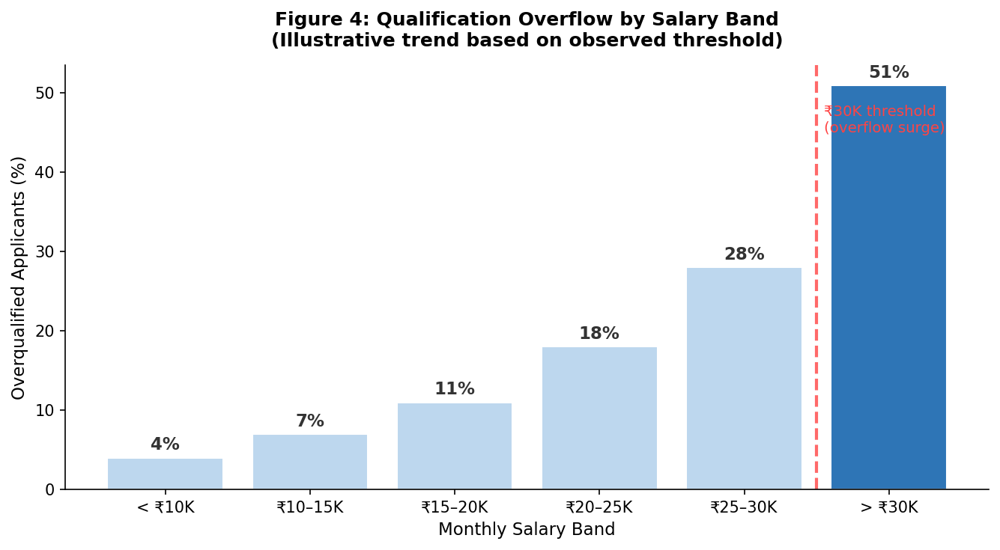 Figure 4: Qualification Overflow by Salary Band
(Illustrative trend based on observed threshold)
Overqualified Applicants (%)
50
40
30
20
10
0
4%
7%
11%
18%
28%
51%
₹30K threshold
(overflow surge)
< ₹10K
₹10–15K
₹15–20K
₹20–25K
₹25–30K
> ₹30K
Monthly Salary Band